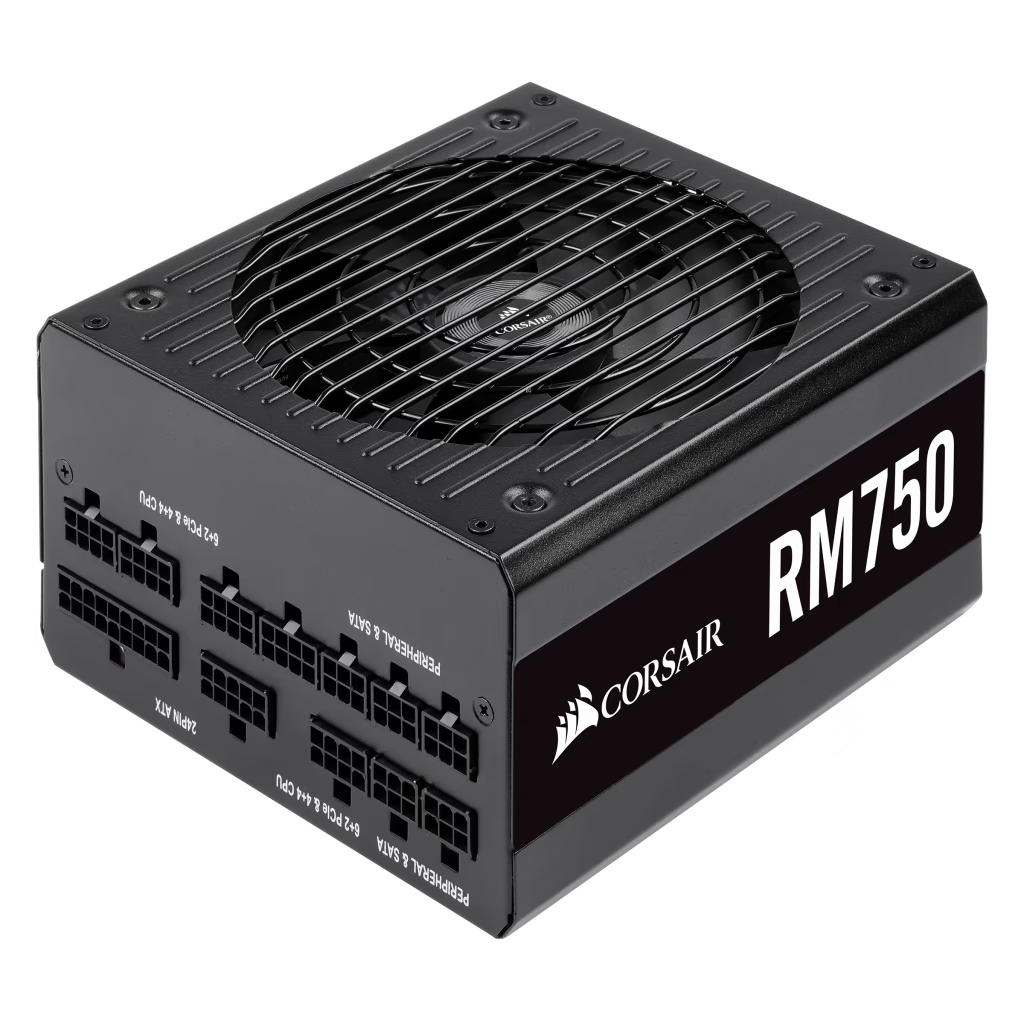 CORSAIR®
6+2 PCIe & 4+4 CPU
PERIPHERAL & SATA
24PIN ATX
6+2 PCIe & 4+4 CPU
PERIPHERAL & SATA
CORSAIR
RM750